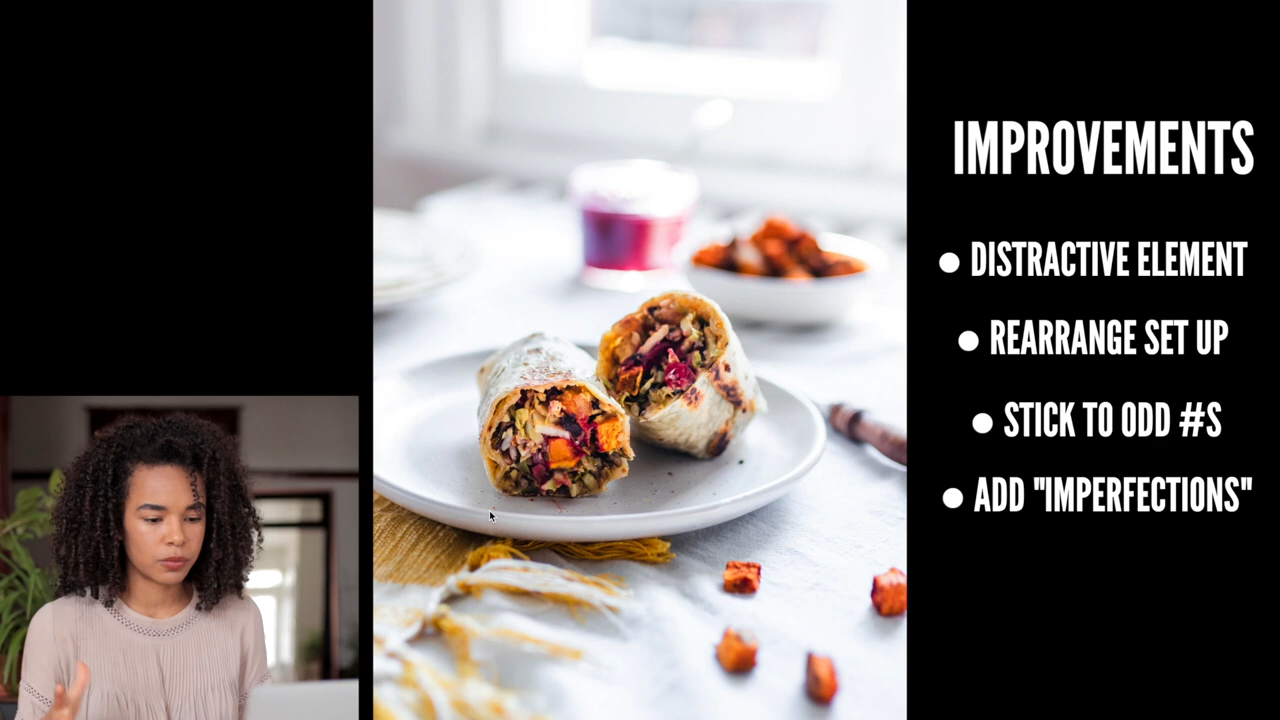 IMPROVEMENTS
● DISTRACTIVE ELEMENT
● REARRANGE SET UP
● STICK TO ODD #S
● ADD "IMPERFECTIONS"